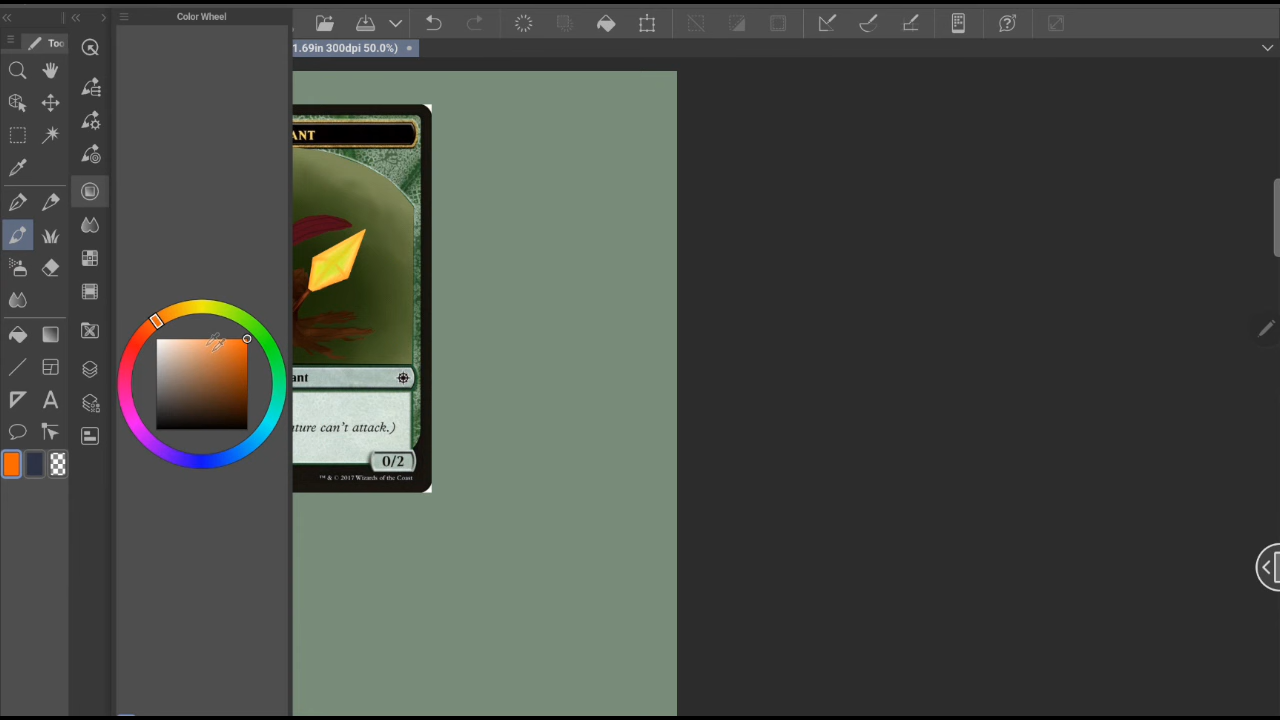 Color Wheel
Too
1.69in 300dpi 50.0%)
ANT
ant
ture can't attack.)
0/2
™ & © 2017 Wizards of the Coast
A